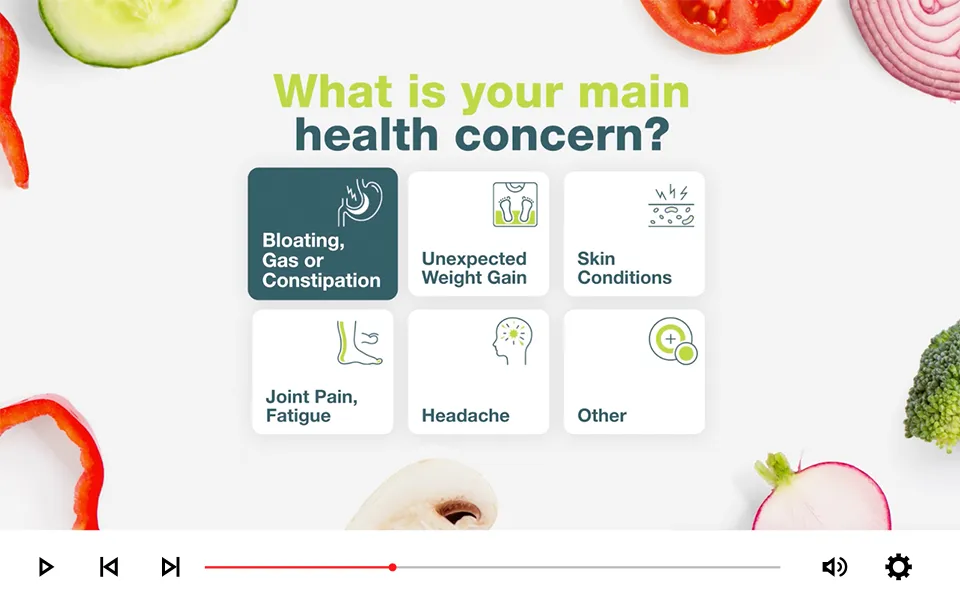 What is your main
health concern?
Bloating,
Gas or
Constipation
Unexpected
Weight Gain
Skin
Conditions
Joint Pain,
Fatigue
Headache
Other